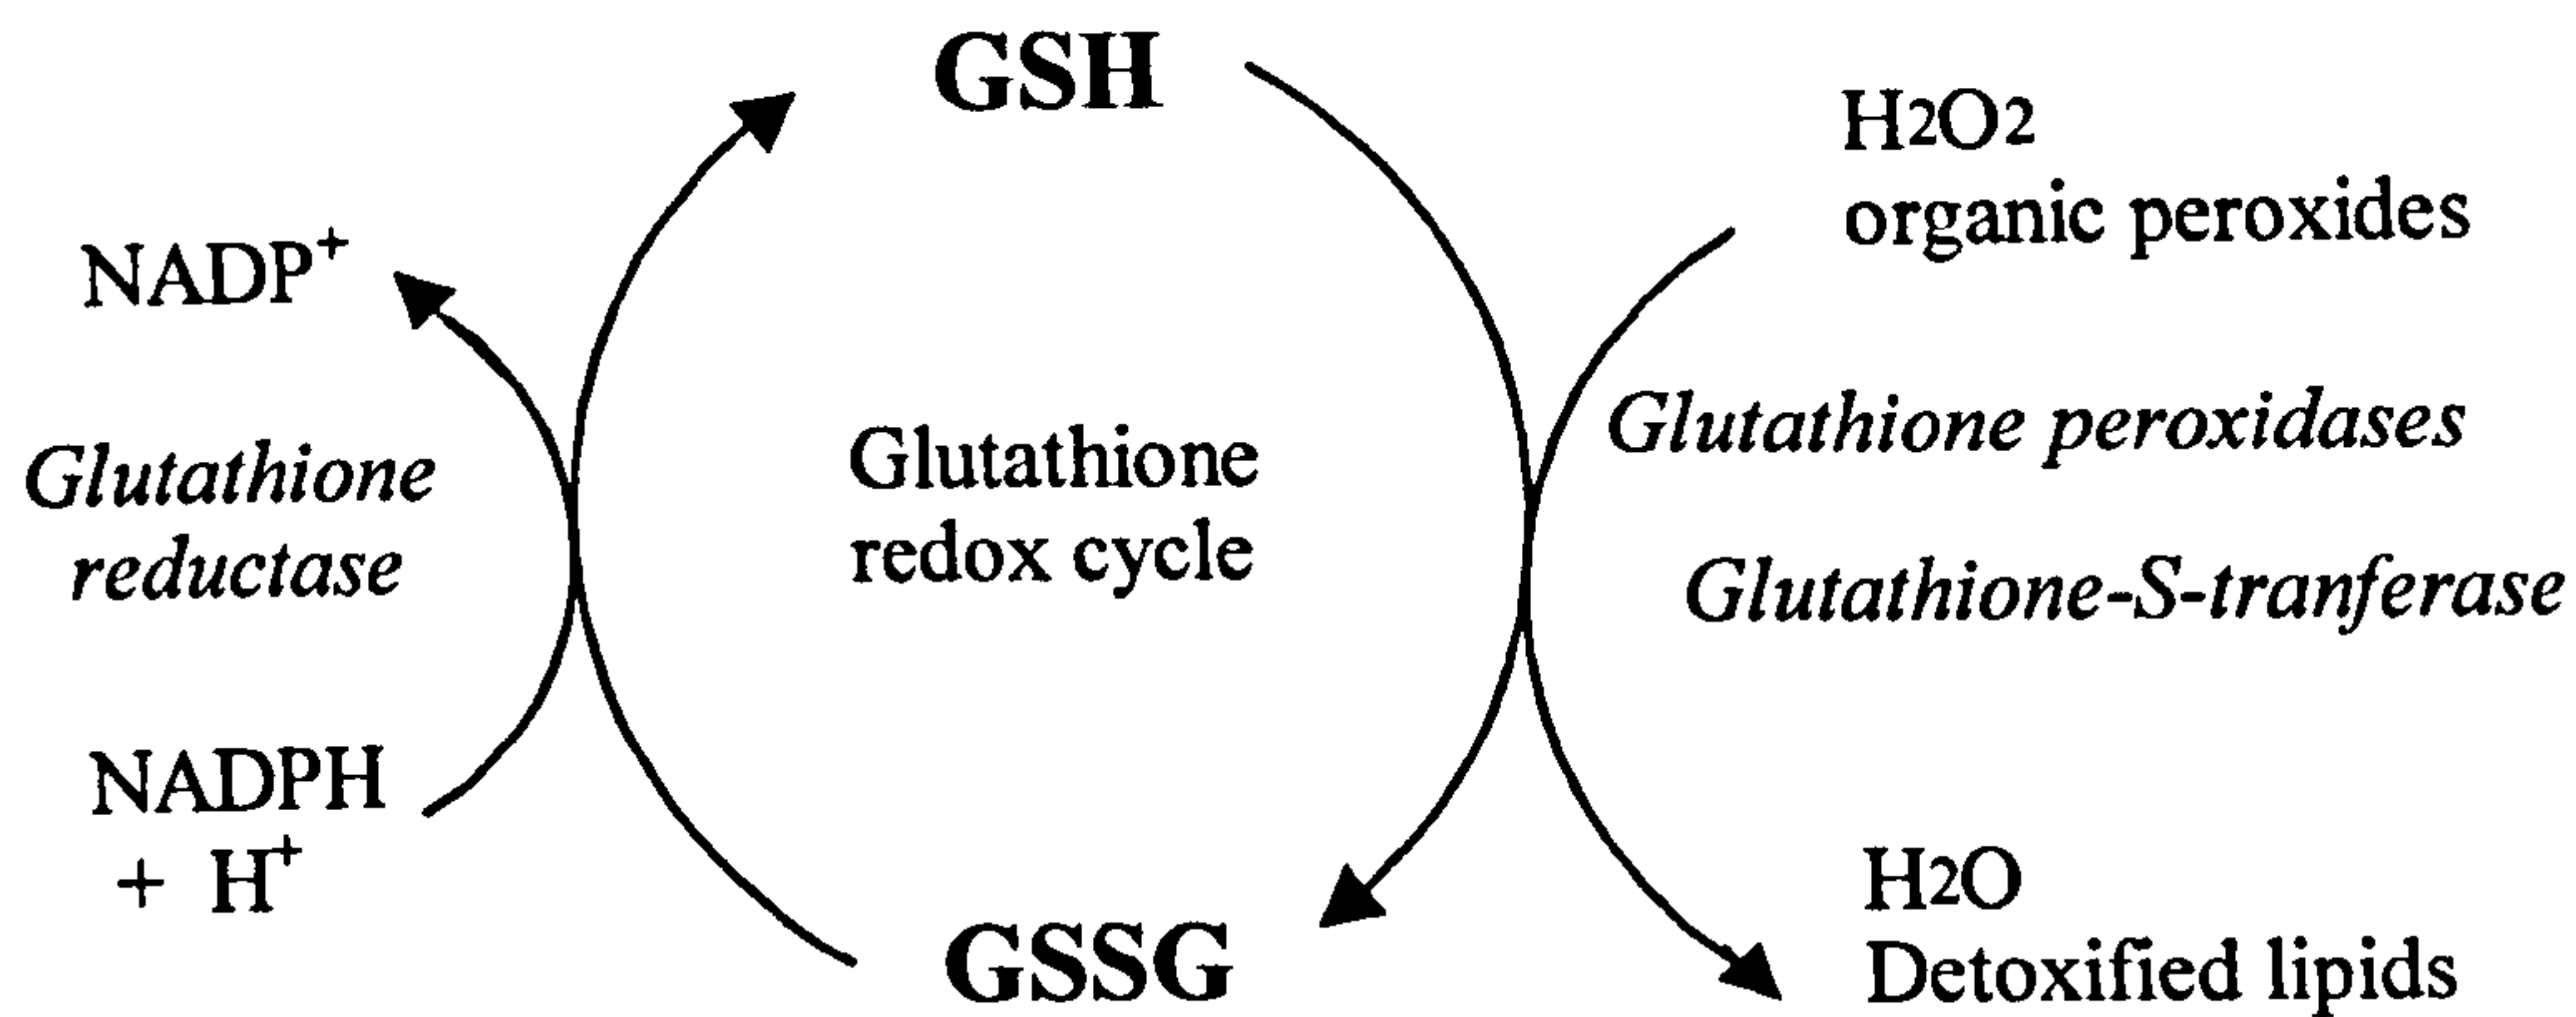 GSH
H2O2
organic peroxides
NADP⁺
Glutathione
reductase
Glutathione
redox cycle
Glutathione peroxidases
Glutathione-S-tranferase
NADPH
+ H⁺
H2O
Detoxified lipids
GSSG